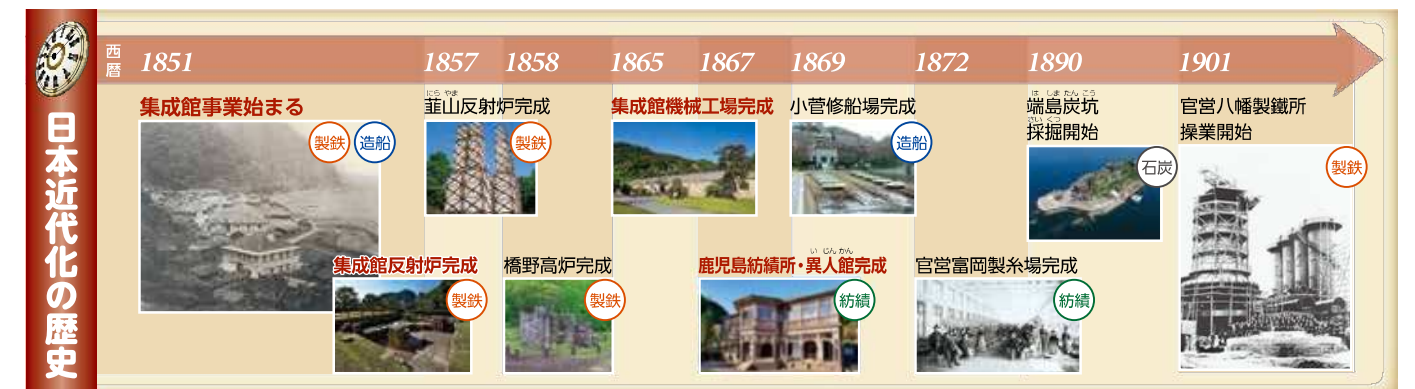 日本近代化の歴史
西暦
1851
1857
1858
1865
1867
1869
1872
1890
1901
集成館事業始まる
製鉄
造船
集成館反射炉完成
製鉄
にら やま
韮山反射炉完成
製鉄
橋野高炉完成
製鉄
集成館機械工場完成
い じん かん
鹿児島紡績所・異人館完成
紡績
小菅修船場完成
造船
官営富岡製糸場完成
紡績
は しま たん こう
端島炭坑
さい くつ
採掘開始
石炭
官営八幡製鐵所
操業開始
製鉄